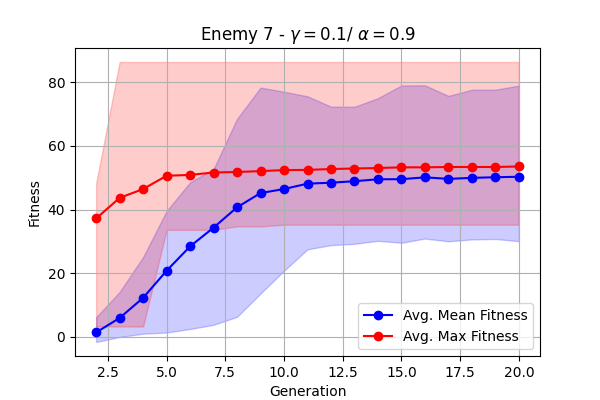 Enemy 7 - γ = 0.1/ α = 0.9
Fitness
80
60
40
20
0
2.5 5.0 7.5 10.0 12.5 15.0 17.5 20.0
Generation
Avg. Mean Fitness
Avg. Max Fitness